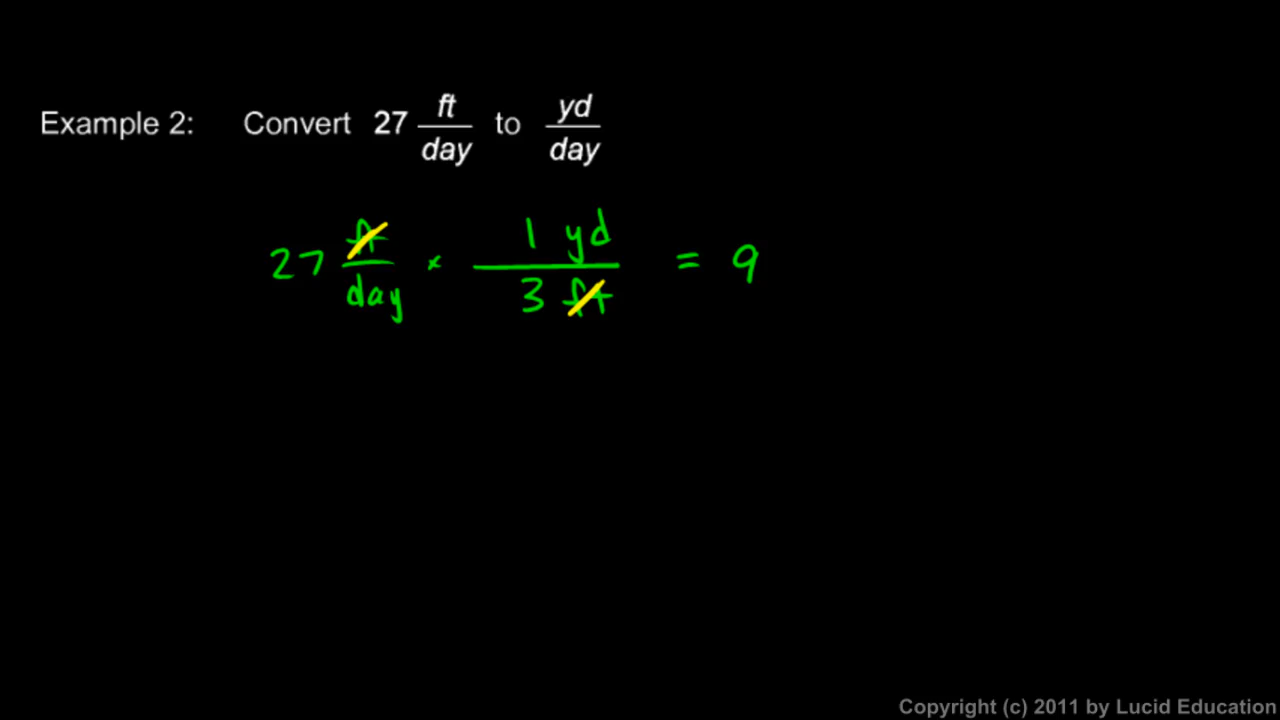 Example 2: Convert 27 ft/day to yd/day
27 ft/day × 1 yd/3 ft = 9
Copyright (c) 2011 by Lucid Education